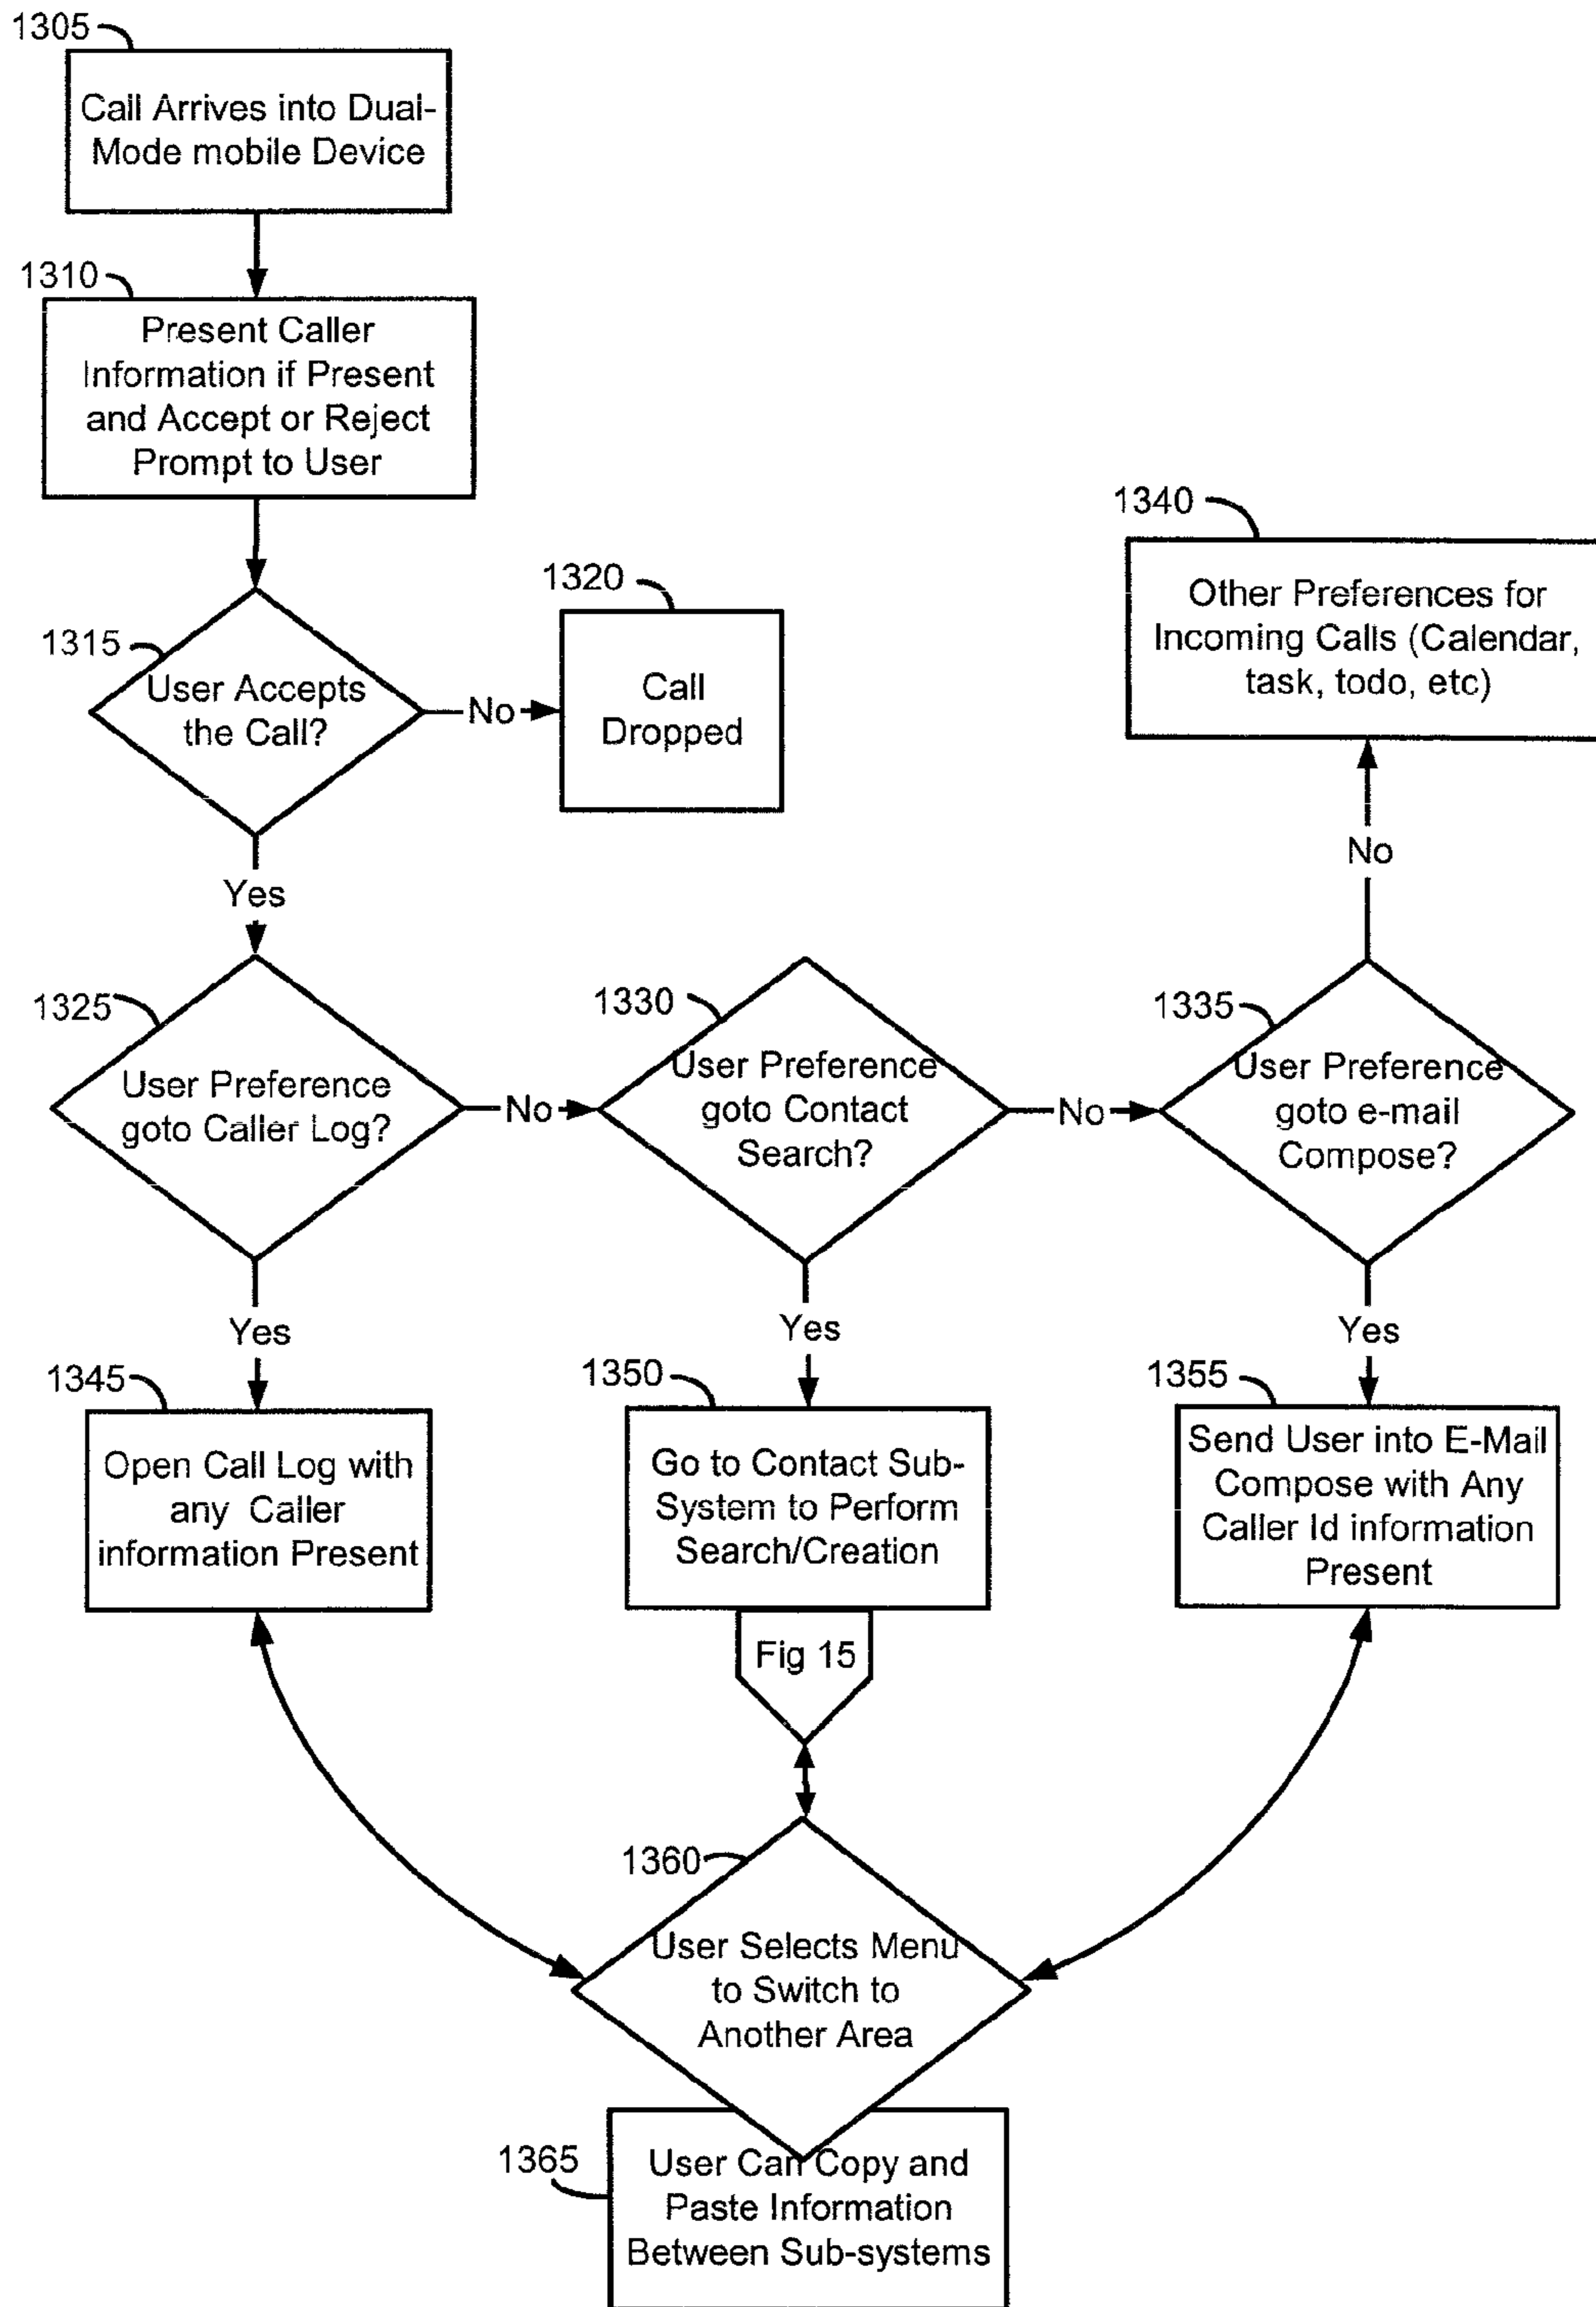 1305
Call Arrives into Dual-
Mode mobile Device
1310
Present Caller
Information if Present
and Accept or Reject
Prompt to User
1315
User Accepts
the Call?
No
1320
Call
Dropped
Yes
1325
User Preference
goto Caller Log?
No
1330
User Preference
goto Contact
Search?
No
1335
User Preference
goto e-mail
Compose?
No
1340
Other Preferences for
Incoming Calls (Calendar,
task, todo, etc)
Yes
1345
Open Call Log with
any Caller
information Present
Yes
1350
Go to Contact Sub-
System to Perform
Search/Creation
Fig 15
Yes
1355
Send User into E-Mail
Compose with Any
Caller Id information
Present
1360
User Selects Menu
to Switch to
Another Area
1365
User Can Copy and
Paste Information
Between Sub-systems